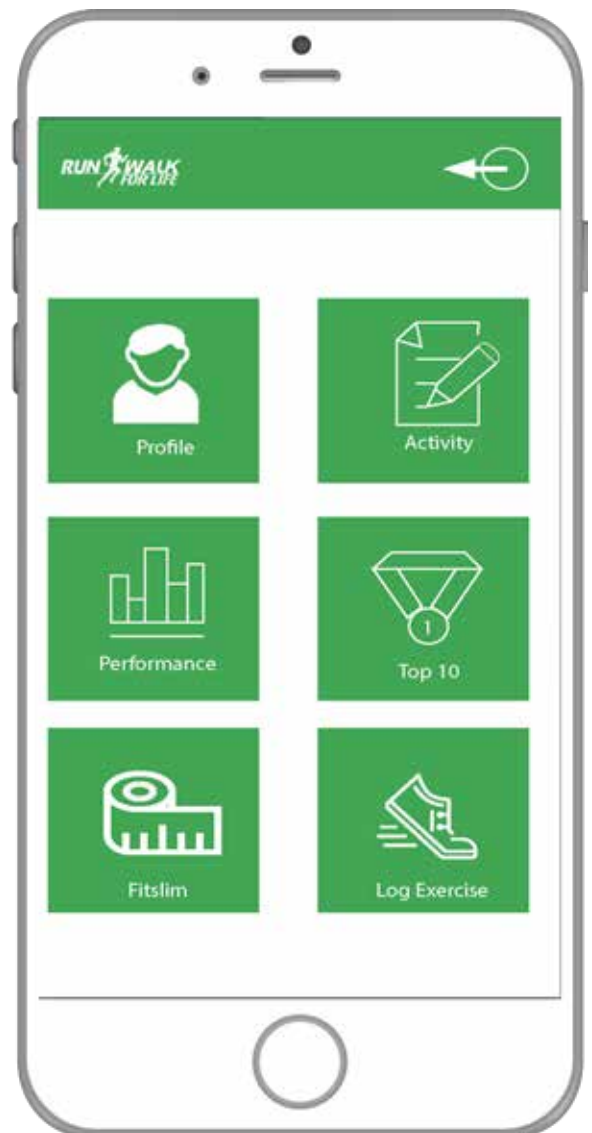 RUN WALK
FOR LIFE
Profile
Activity
Performance
1
Top 10
Fitslim
Log Exercise